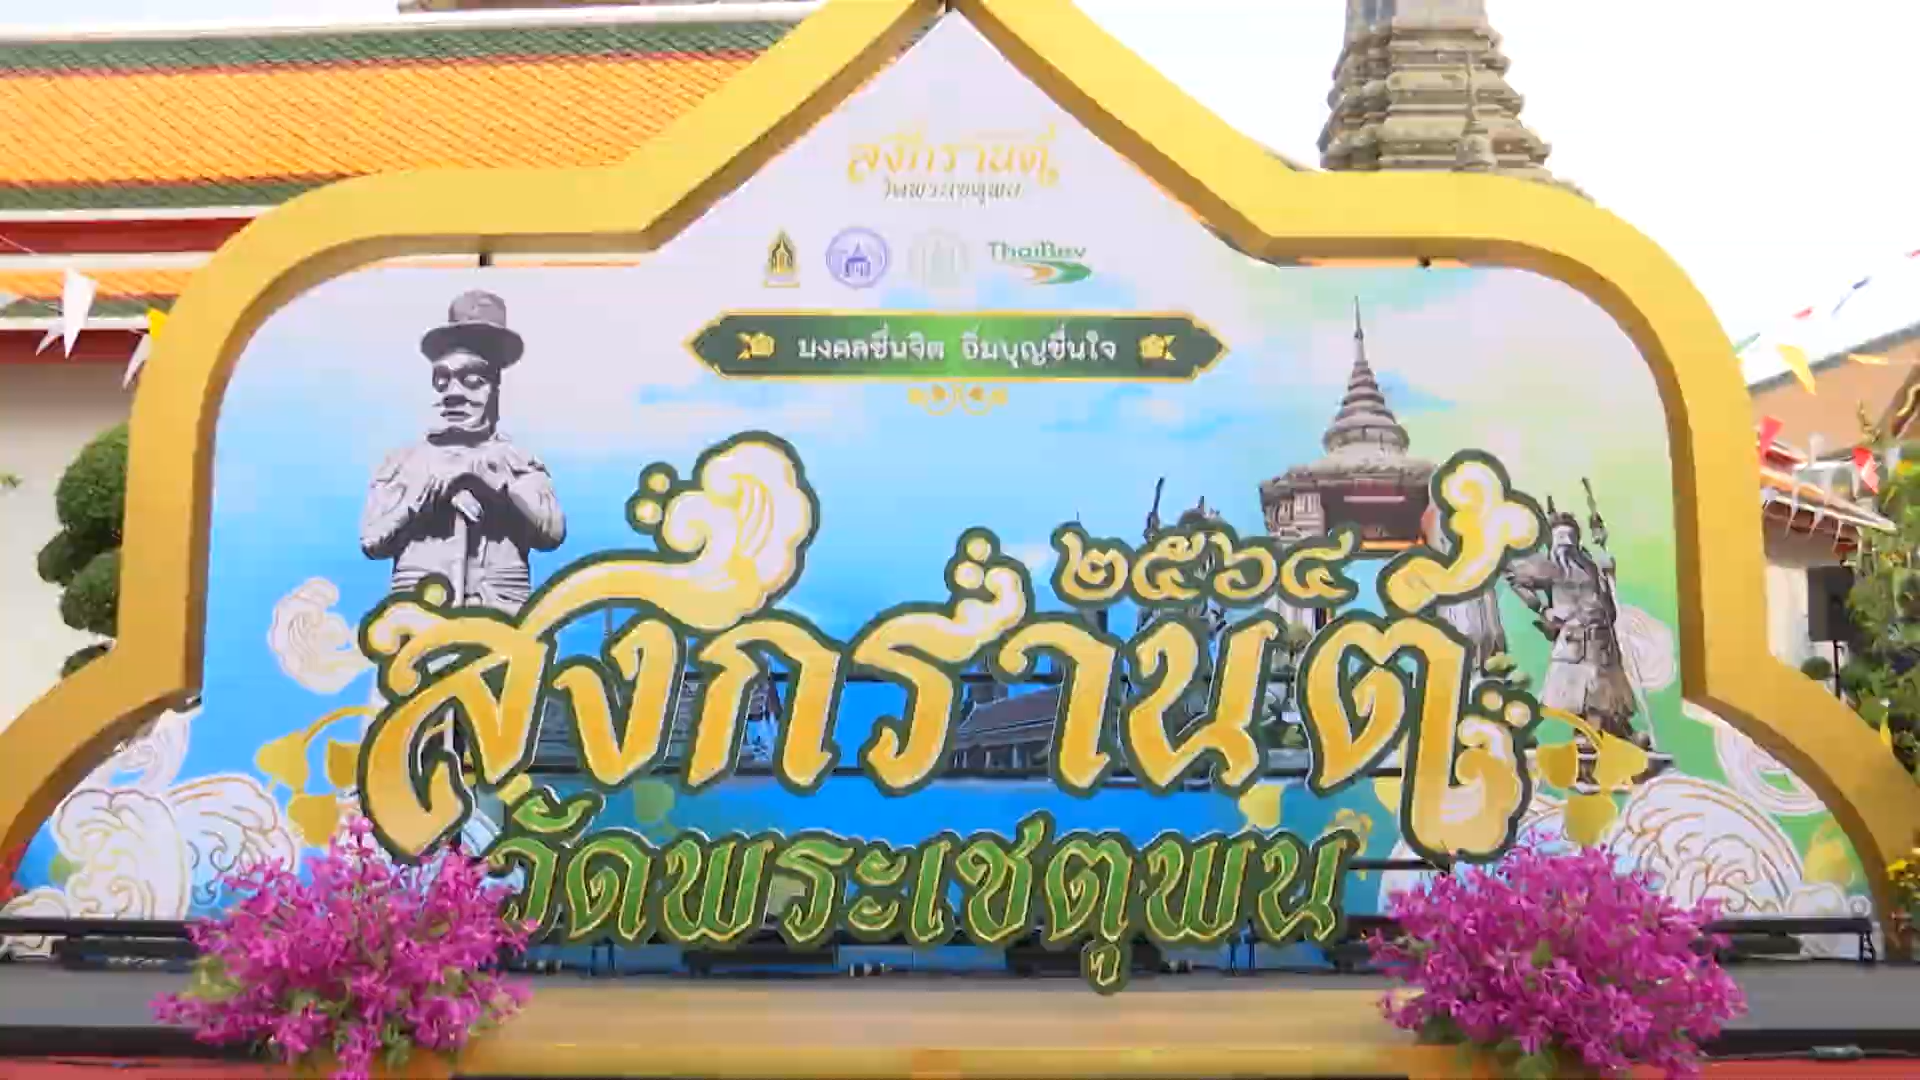 สงกรานต์
วัดพระเชตุพน
ThaiBev
มงคลชื่นจิต อิ่มบุญชื่นใจ
๒๕๖๔
สงกรานต์
วัดพระเชตุพน